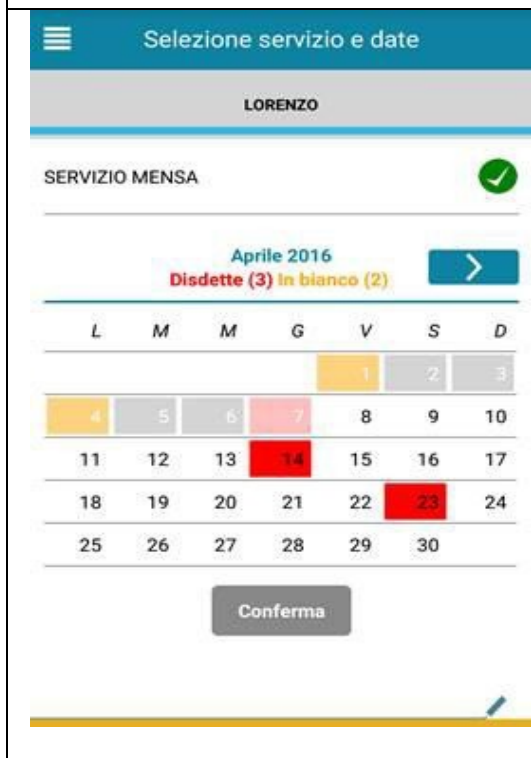 Selezione servizio e date
LORENZO
SERVIZIO MENSA
Aprile 2016
Disdette (3) In bianco (2)
L M M G V S D
1 2 3
4 5 6 7 8 9 10
11 12 13 14 15 16 17
18 19 20 21 22 23 24
25 26 27 28 29 30
Conferma